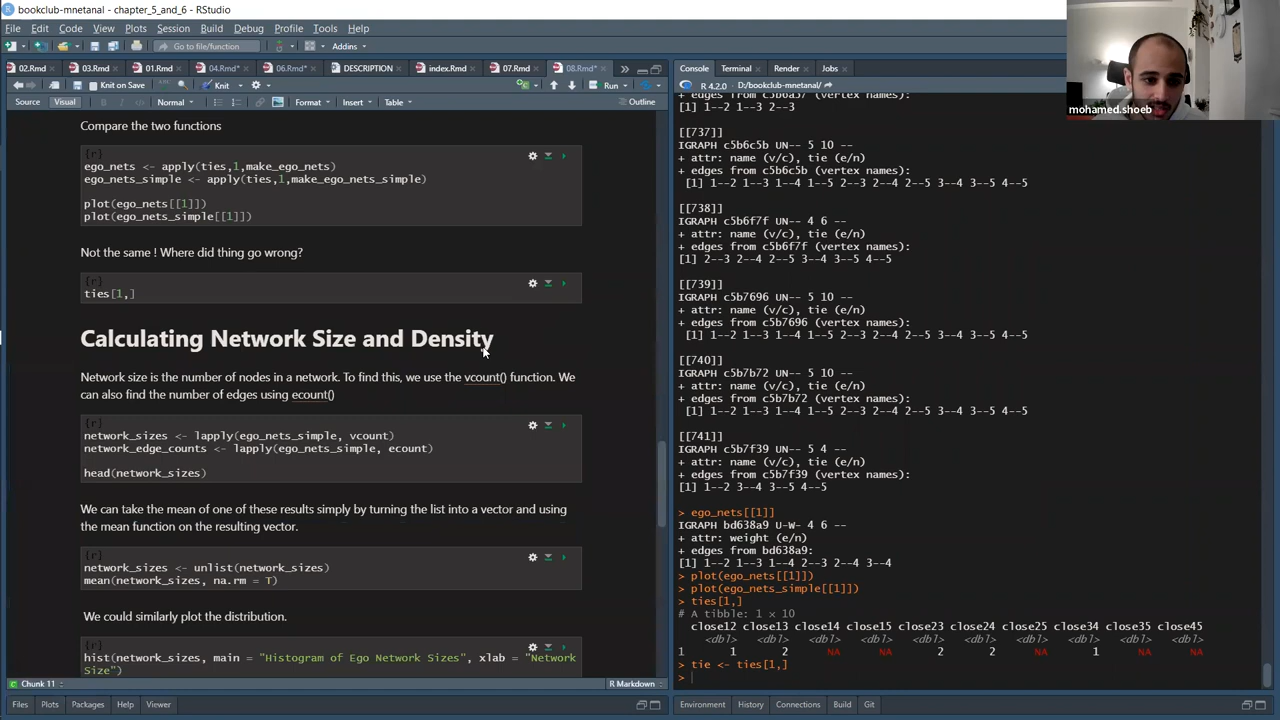 bookclub-mnetanal - chapter_5_and_6 - RStudio
File Edit Code View Plots Session Build Debug Profile Tools Help
Go to file/function Addins
02.Rmd 03.Rmd 01.Rmd 04.Rmd* 06.Rmd* DESCRIPTION index.Rmd 07.Rmd 08.Rmd*
Knit on Save Knit Run
Source Visual B I Normal Format Insert Table Outline
Compare the two functions
{r}
ego_nets <- apply(ties,1,make_ego_nets)
ego_nets_simple <- apply(ties,1,make_ego_nets_simple)
plot(ego_nets[[1]])
plot(ego_nets_simple[[1]])
Not the same ! Where did thing go wrong?
{r}
ties[1,]
Calculating Network Size and Density
Network size is the number of nodes in a network. To find this, we use the vcount() function. We
can also find the number of edges using ecount()
{r}
network_sizes <- lapply(ego_nets_simple, vcount)
network_edge_counts <- lapply(ego_nets_simple, ecount)
head(network_sizes)
We can take the mean of one of these results simply by turning the list into a vector and using
the mean function on the resulting vector.
{r}
network_sizes <- unlist(network_sizes)
mean(network_sizes, na.rm = T)
We could similarly plot the distribution.
{r}
hist(network_sizes, main = "Histogram of Ego Network Sizes", xlab = "Network
Size")
Chunk 11 R Markdown
Files Plots Packages Help Viewer
Console Terminal Render Jobs
R 4.2.0 · D:/bookclub-mnetanal/
+ edges from c5b6a57 (vertex names):
[1] 1--2 1--3 2--3
[[737]]
IGRAPH c5b6c5b UN-- 5 10 --
+ attr: name (v/c), tie (e/n)
+ edges from c5b6c5b (vertex names):
[1] 1--2 1--3 1--4 1--5 2--3 2--4 2--5 3--4 3--5 4--5
[[738]]
IGRAPH c5b6f7f UN-- 4 6 --
+ attr: name (v/c), tie (e/n)
+ edges from c5b6f7f (vertex names):
[1] 2--3 2--4 2--5 3--4 3--5 4--5
[[739]]
IGRAPH c5b7696 UN-- 5 10 --
+ attr: name (v/c), tie (e/n)
+ edges from c5b7696 (vertex names):
[1] 1--2 1--3 1--4 1--5 2--3 2--4 2--5 3--4 3--5 4--5
[[740]]
IGRAPH c5b7b72 UN-- 5 10 --
+ attr: name (v/c), tie (e/n)
+ edges from c5b7b72 (vertex names):
[1] 1--2 1--3 1--4 1--5 2--3 2--4 2--5 3--4 3--5 4--5
[[741]]
IGRAPH c5b7f39 UN-- 5 4 --
+ attr: name (v/c), tie (e/n)
+ edges from c5b7f39 (vertex names):
[1] 1--2 3--4 3--5 4--5
> ego_nets[[1]]
IGRAPH bd638a9 U-W- 4 6 --
+ attr: weight (e/n)
+ edges from bd638a9:
[1] 1--2 1--3 1--4 2--3 2--4 3--4
> plot(ego_nets[[1]])
> plot(ego_nets_simple[[1]])
> ties[1,]
# A tibble: 1 × 10
close12 close13 close14 close15 close23 close24 close25 close34 close35 close45
<dbl> <dbl> <dbl> <dbl> <dbl> <dbl> <dbl> <dbl> <dbl> <dbl>
1 1 2 NA NA 2 2 NA 1 NA NA
> tie <- ties[1,]
>
Environment History Connections Build Git
mohamed.shoeb